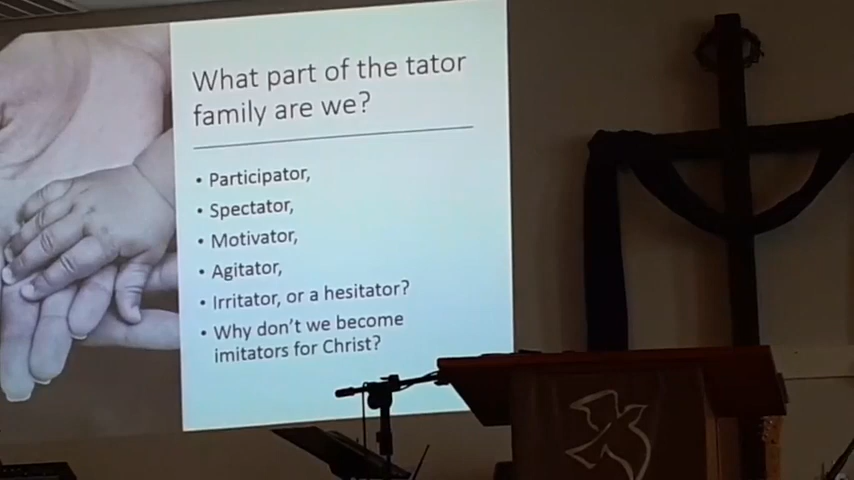 What part of the tator
family are we?
• Participator,
• Spectator,
• Motivator,
• Agitator,
• Irritator, or a hesitator?
• Why don't we become
imitators for Christ?